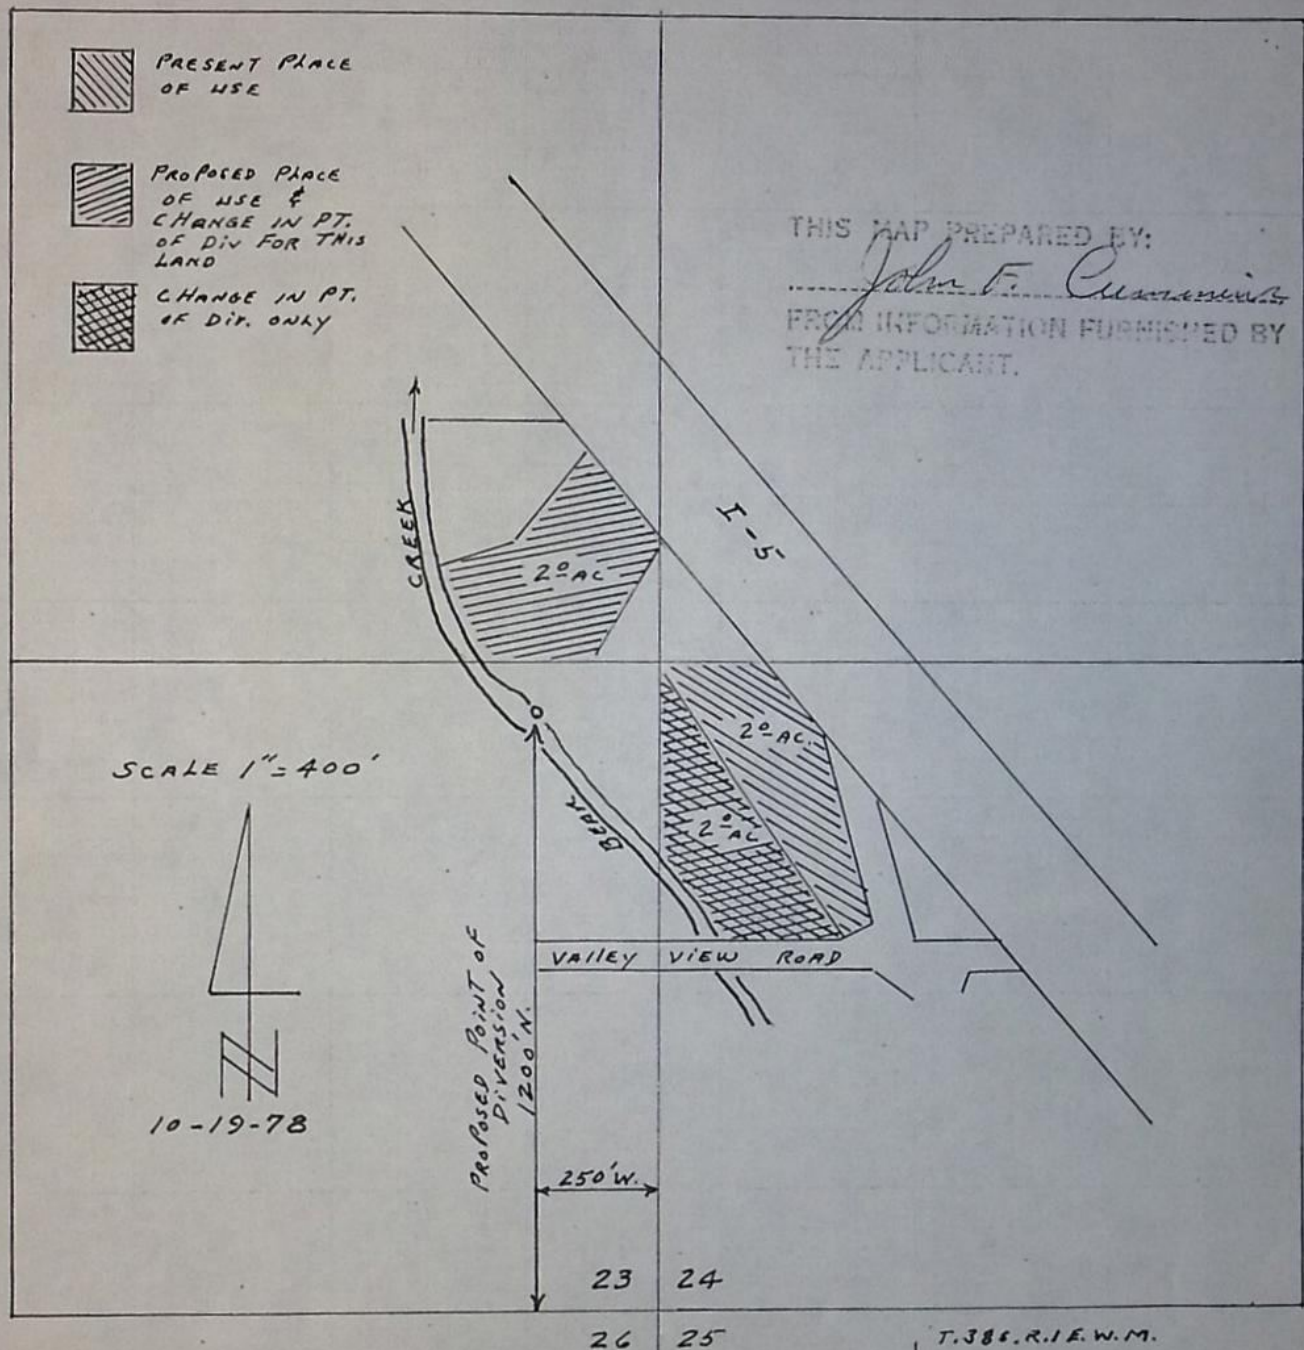 PRESENT PLACE
OF USE
PROPOSED PLACE
OF USE &
CHANGE IN PT.
OF DIV FOR THIS
LAND
CHANGE IN PT.
OF DIV. ONLY
THIS MAP PREPARED BY:
John F. Cummins
FROM INFORMATION FURNISHED BY
THE APPLICANT.
I-5
CREEK
2.0 AC
2.0 AC.
2.0 AC
BEAR
SCALE 1"=400'
VALLEY VIEW ROAD
PROPOSED POINT OF
DIVERSION
1200' N.
N
10-19-78
250' W.
23 24
26 25
T.38S.R.1E.W.M.